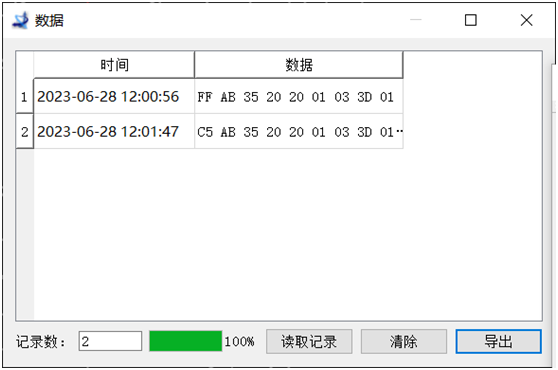 数据
时间 数据
1 2023-06-28 12:00:56 FF AB 35 20 20 01 03 3D 01
2 2023-06-28 12:01:47 C5 AB 35 20 20 01 03 3D 01…
记录数： 2 100% 读取记录 清除 导出